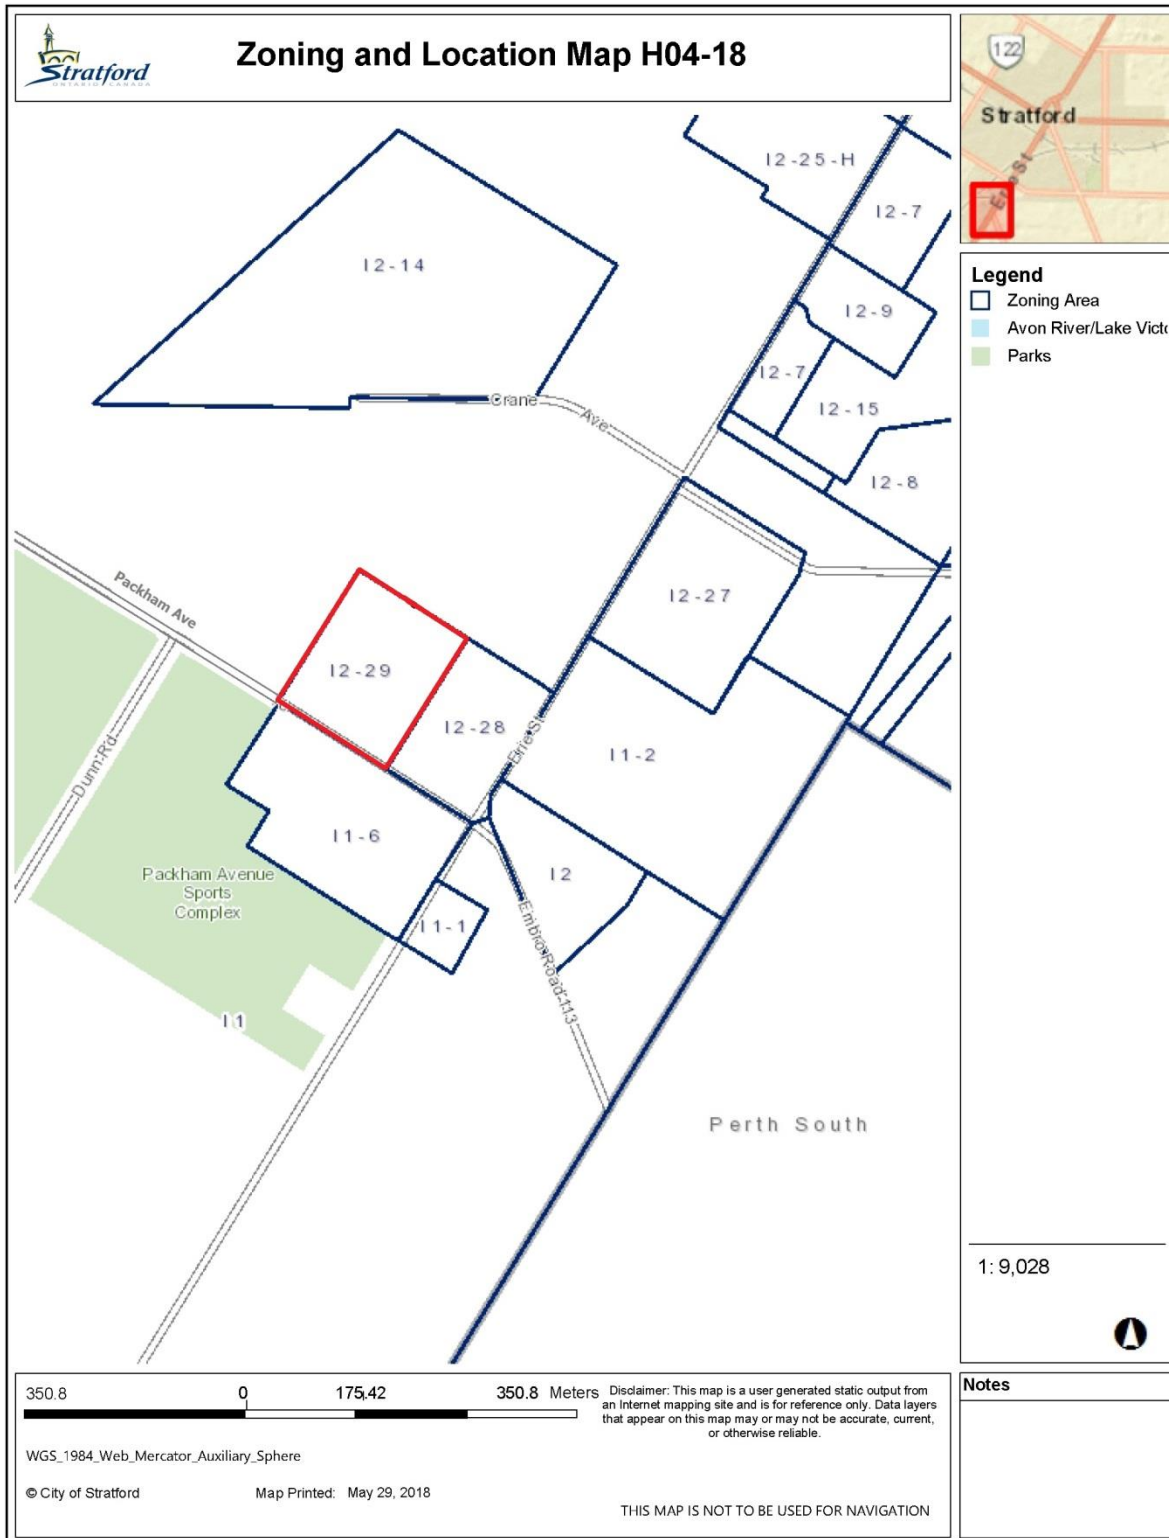 Stratford
ONTARIO CANADA
Zoning and Location Map H04-18
122
Stratford
Erie St
Legend
Zoning Area
Avon River/Lake Victo
Parks
I2-25-H
I2-7
I2-14
I2-9
I2-7
I2-15
Crane Ave
I2-8
Packham Ave
I2-27
I2-29
I2-28
Erie St
Dunn Rd
I1-2
I1-6
I2
Packham Avenue
Sports
Complex
I1-1
Embro Road 113
I1
Perth South
1: 9,028
350.8 0 175.42 350.8 Meters
Disclaimer: This map is a user generated static output from
an Internet mapping site and is for reference only. Data layers
that appear on this map may or may not be accurate, current,
or otherwise reliable.
WGS_1984_Web_Mercator_Auxiliary_Sphere
© City of Stratford
Map Printed: May 29, 2018
THIS MAP IS NOT TO BE USED FOR NAVIGATION
Notes